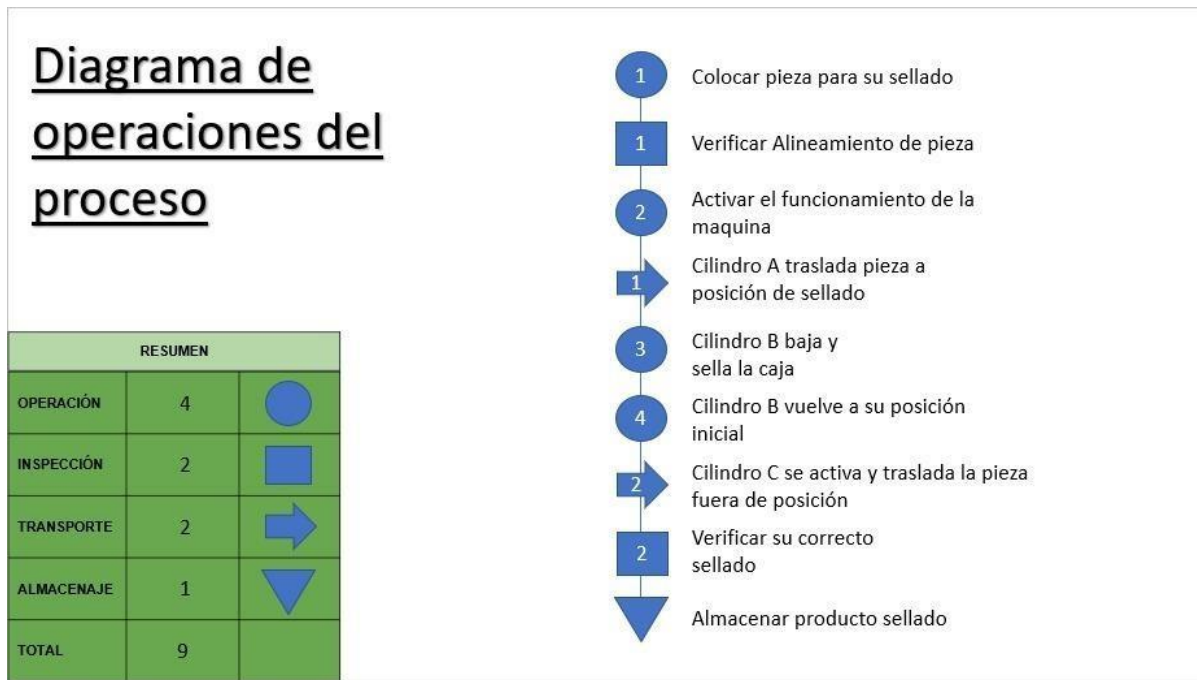 Diagrama de
operaciones del
proceso
1
Colocar pieza para su sellado
1
Verificar Alineamiento de pieza
2
Activar el funcionamiento de la
maquina
1
Cilindro A traslada pieza a
posición de sellado
3
Cilindro B baja y
sella la caja
4
Cilindro B vuelve a su posición
inicial
2
Cilindro C se activa y traslada la pieza
fuera de posición
2
Verificar su correcto
sellado
Almacenar producto sellado
RESUMEN
OPERACIÓN 4
INSPECCIÓN 2
TRANSPORTE 2
ALMACENAJE 1
TOTAL 9